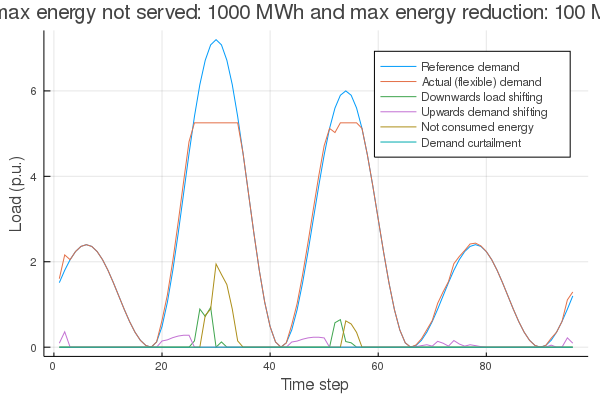 max energy not served: 1000 MWh and max energy reduction: 100 M
Reference demand
Actual (flexible) demand
Downwards load shifting
Upwards demand shifting
Not consumed energy
Demand curtailment
Load (p.u.)
6
4
2
0
0 20 40 60 80
Time step